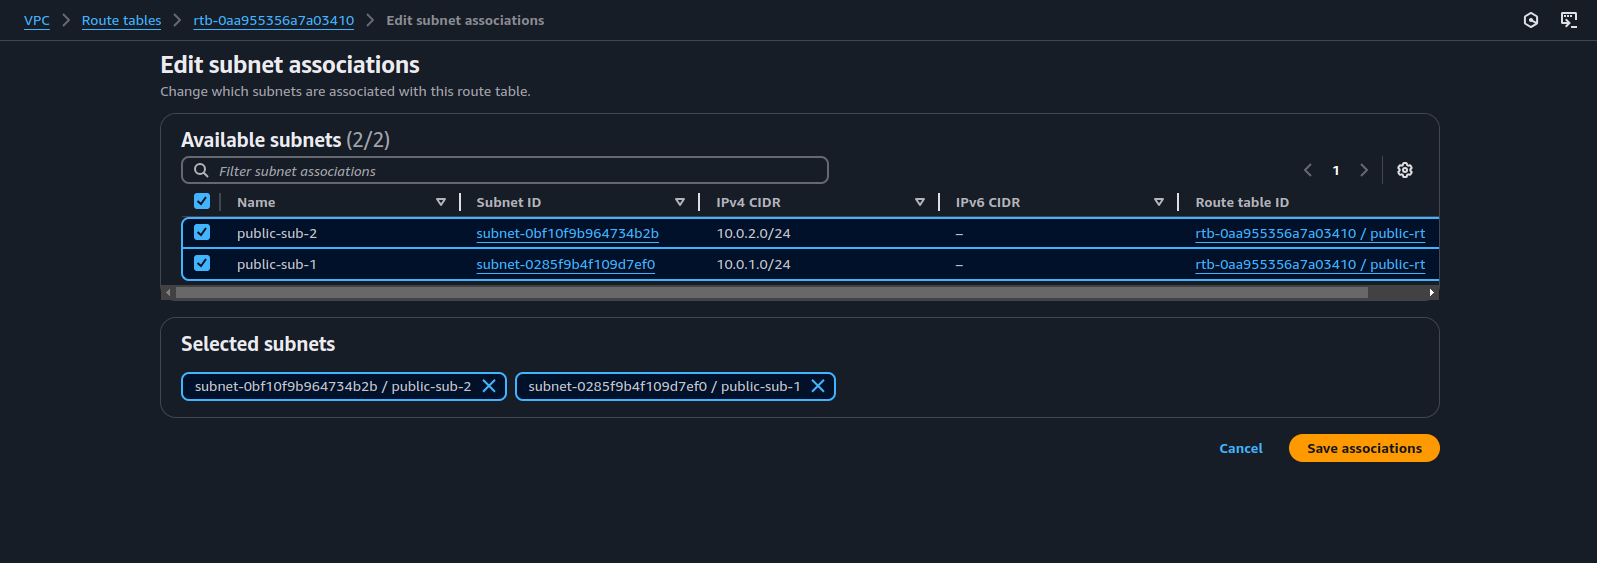 VPC > Route tables > rtb-0aa955356a7a03410 > Edit subnet associations
Edit subnet associations
Change which subnets are associated with this route table.
Available subnets (2/2)
Filter subnet associations
1
Name Subnet ID IPv4 CIDR IPv6 CIDR Route table ID
public-sub-2 subnet-0bf10f9b964734b2b 10.0.2.0/24 – rtb-0aa955356a7a03410 / public-rt
public-sub-1 subnet-0285f9b4f109d7ef0 10.0.1.0/24 – rtb-0aa955356a7a03410 / public-rt
Selected subnets
subnet-0bf10f9b964734b2b / public-sub-2 subnet-0285f9b4f109d7ef0 / public-sub-1
Cancel Save associations